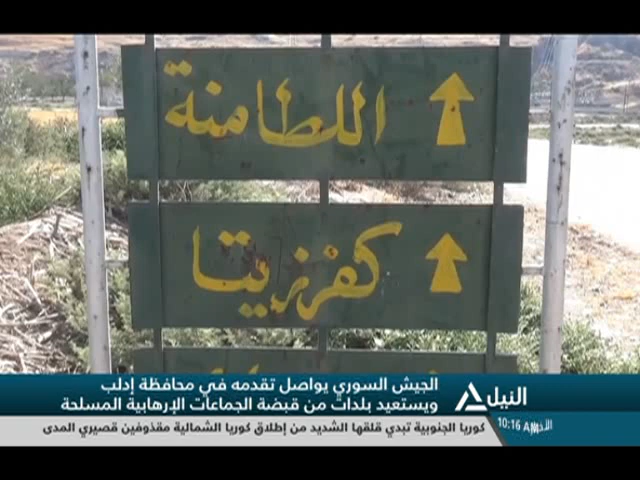 اللطامنة
كفرزيتا
الجيش السوري يواصل تقدمه في محافظة إدلب
ويستعيد بلدات من قبضة الجماعات الإرهابية المسلحة
النيل
كوريا الجنوبية تبدي قلقها الشديد من إطلاق كوريا الشمالية مقذوفين قصيري المدى
10:16 AM